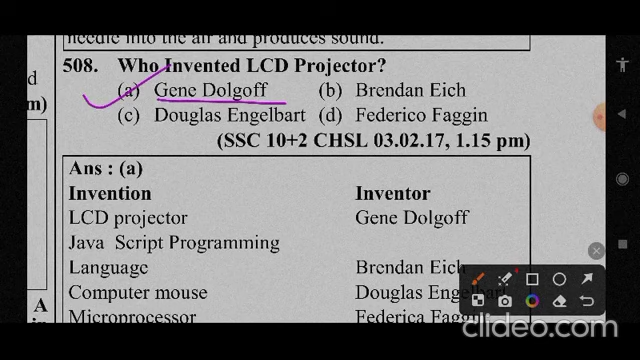 needle into the air and produces sound.
508. Who Invented LCD Projector?
(a) Gene Dolgoff (b) Brendan Eich
(c) Douglas Engelbart (d) Federico Faggin
(SSC 10+2 CHSL 03.02.17, 1.15 pm)
Ans : (a)
Invention Inventor
LCD projector Gene Dolgoff
Java Script Programming
Language Brendan Eich
Computer mouse Douglas Engelbart
Microprocessor Federica Faggin
d
m)
A
clideo.com